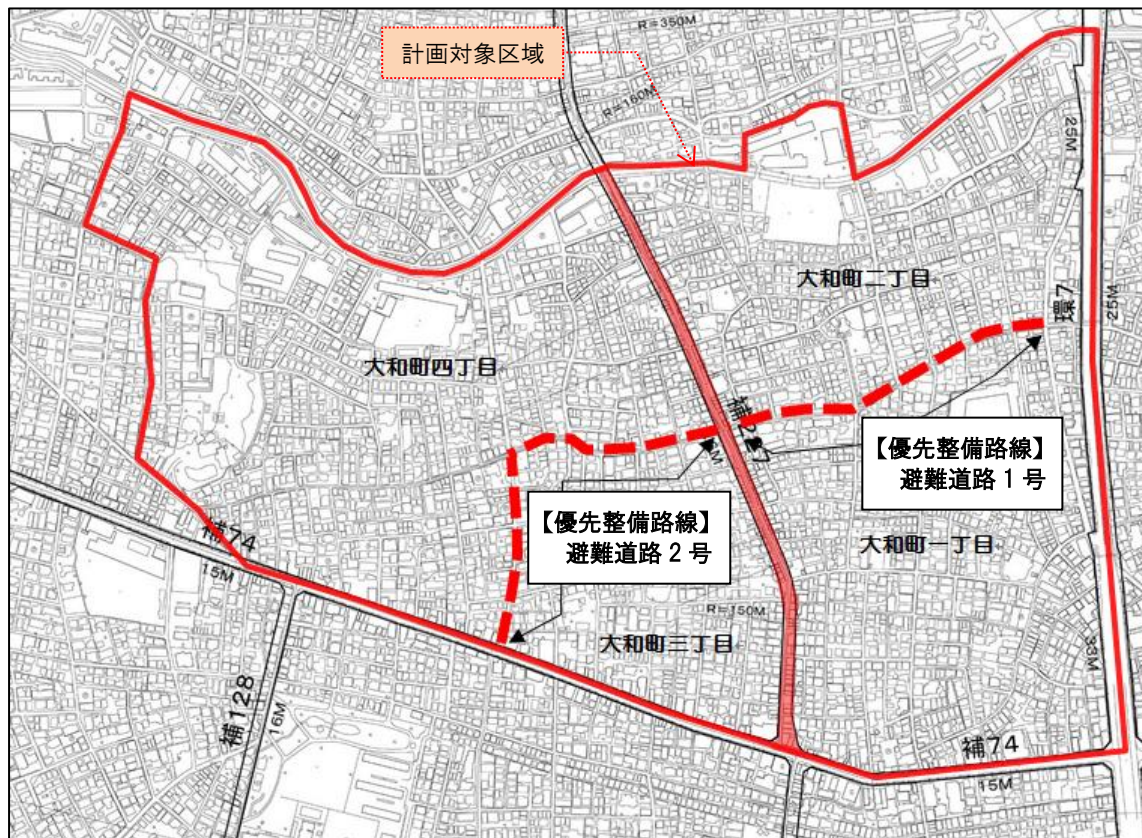 R=350M
計画対象区域
R=160M
25M
大和町二丁目
環7
25M
大和町四丁目
補227
【優先整備路線】
避難道路1号
【優先整備路線】
避難道路2号
大和町一丁目
補74
15M
R=150M
大和町三丁目
33M
補128
16M
補74
15M